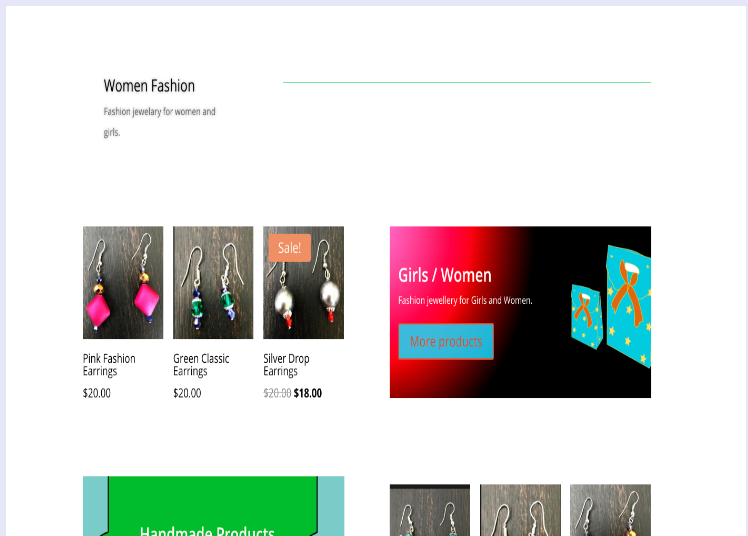 Women Fashion
Fashion jewelary for women and
girls.
Sale!
Pink Fashion
Earrings
$20.00
Green Classic
Earrings
$20.00
Silver Drop
Earrings
$20.00 $18.00
Girls / Women
Fashion jewellery for Girls and Women.
More products
Handmade Products